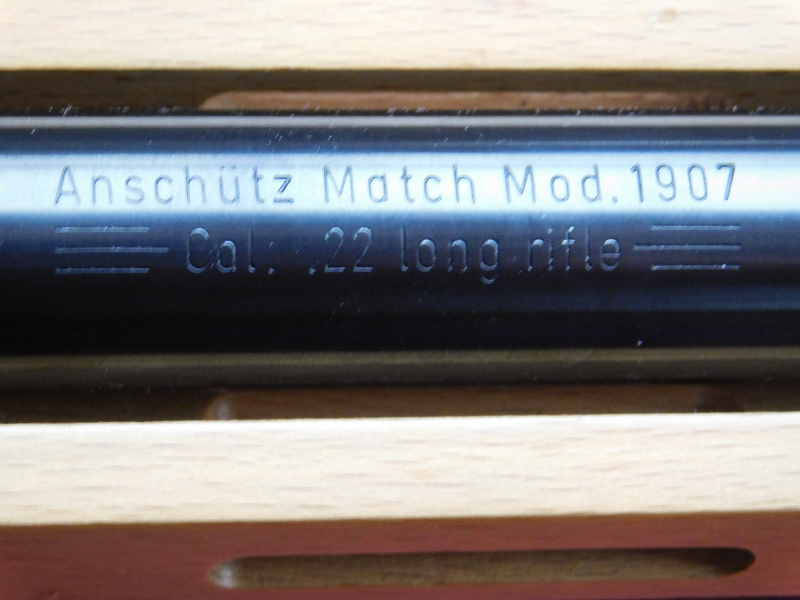 Anschütz Match Mod. 1907
Cal. .22 long rifle